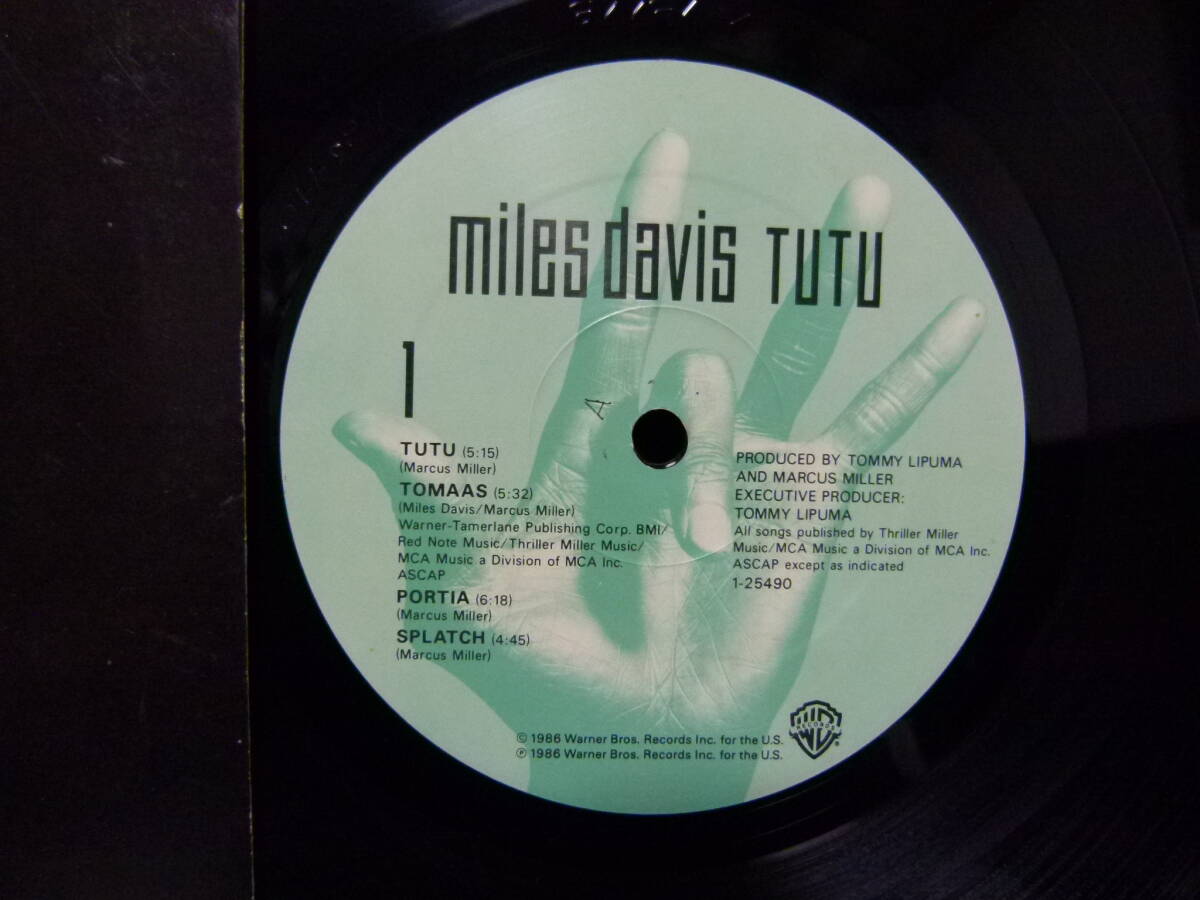 miles davis TUTU
1
A
TUTU (5:15)
(Marcus Miller)
TOMAAS (5:32)
(Miles Davis/Marcus Miller)
Warner-Tamerlane Publishing Corp. BMI/
Red Note Music/Thriller Miller Music/
MCA Music a Division of MCA Inc.
ASCAP
PORTIA (6:18)
(Marcus Miller)
SPLATCH (4:45)
(Marcus Miller)
PRODUCED BY TOMMY LIPUMA
AND MARCUS MILLER
EXECUTIVE PRODUCER:
TOMMY LIPUMA
All songs published by Thriller Miller
Music/MCA Music a Division of MCA Inc.
ASCAP except as indicated
1-25490
© 1986 Warner Bros. Records Inc. for the U.S.
℗ 1986 Warner Bros. Records Inc. for the U.S.
WB
RECORDS
®